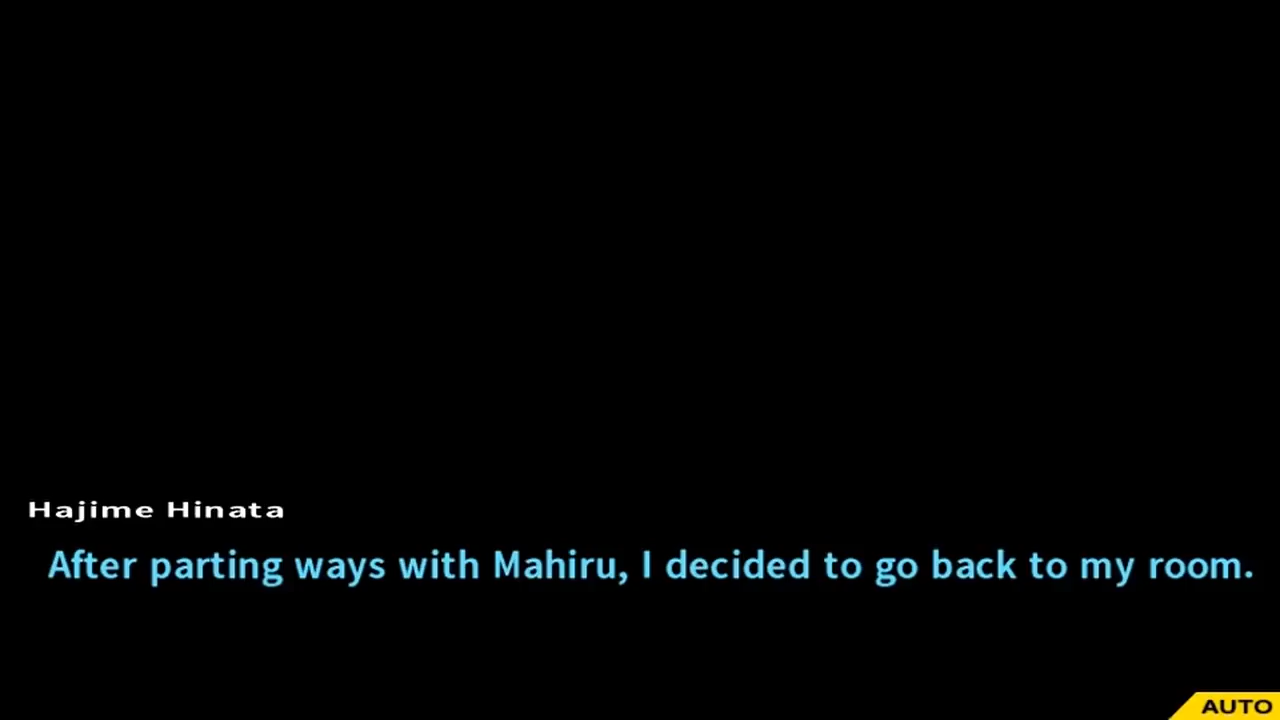 Hajime Hinata
After parting ways with Mahiru, I decided to go back to my room.
AUTO